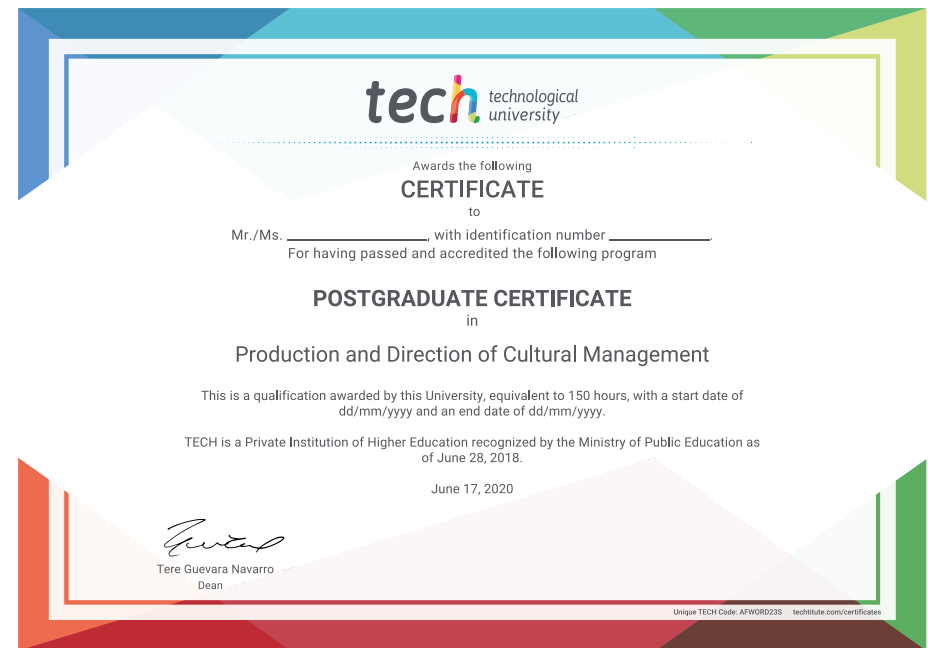 tech technological
university
Awards the following
CERTIFICATE
to
Mr./Ms. ____________________, with identification number ______________.
For having passed and accredited the following program
POSTGRADUATE CERTIFICATE
in
Production and Direction of Cultural Management
This is a qualification awarded by this University, equivalent to 150 hours, with a start date of
dd/mm/yyyy and an end date of dd/mm/yyyy.
TECH is a Private Institution of Higher Education recognized by the Ministry of Public Education as
of June 28, 2018.
June 17, 2020
Tere Guevara Navarro
Dean
Unique TECH Code: AFWORD23S techtitute.com/certificates